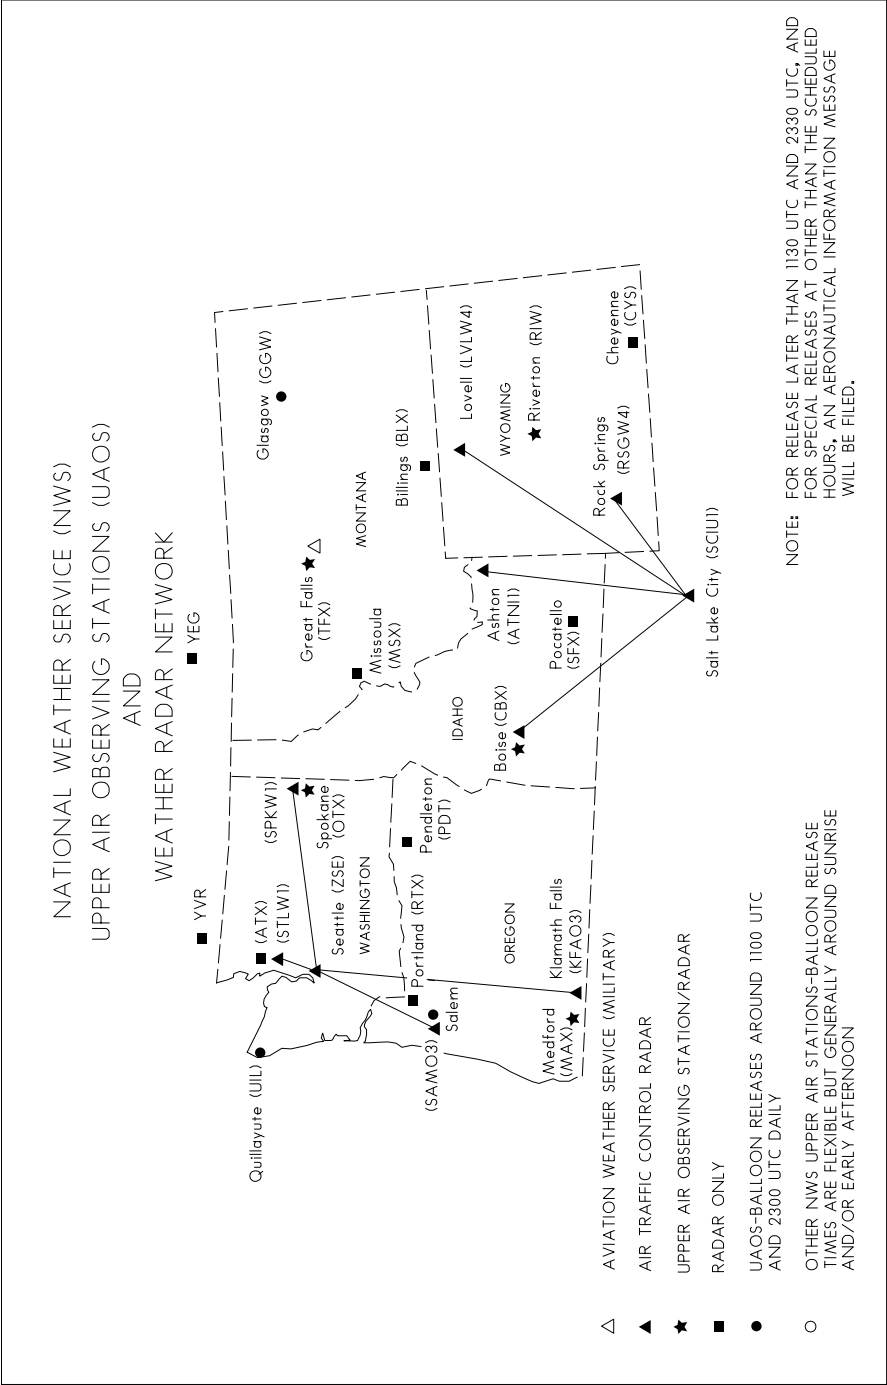 NATIONAL WEATHER SERVICE (NWS)
UPPER AIR OBSERVING STATIONS (UAOS)
AND
WEATHER RADAR NETWORK
YVR
YEG
Quillayute (UIL)
(ATX)
(STLW1)
(SPKW1)
Spokane
(OTX)
Seattle (ZSE)
WASHINGTON
Great Falls
(TFX)
Glasgow (GGW)
MONTANA
Missoula
(MSX)
Billings (BLX)
(SAMO3)
Salem
Portland (RTX)
Pendleton
(PDT)
IDAHO
Ashton
(ATNI1)
Lovell (LVLW4)
WYOMING
Riverton (RIW)
OREGON
Boise (CBX)
Pocatello
(SFX)
Medford
(MAX)
Klamath Falls
(KFAO3)
Rock Springs
(RSGW4)
Cheyenne
(CYS)
Salt Lake City (SCIU1)
AVIATION WEATHER SERVICE (MILITARY)
AIR TRAFFIC CONTROL RADAR
UPPER AIR OBSERVING STATION/RADAR
RADAR ONLY
UAOS-BALLOON RELEASES AROUND 1100 UTC
AND 2300 UTC DAILY
OTHER NWS UPPER AIR STATIONS-BALLOON RELEASE
TIMES ARE FLEXIBLE BUT GENERALLY AROUND SUNRISE
AND/OR EARLY AFTERNOON
NOTE: FOR RELEASE LATER THAN 1130 UTC AND 2330 UTC, AND
FOR SPECIAL RELEASES AT OTHER THAN THE SCHEDULED
HOURS, AN AERONAUTICAL INFORMATION MESSAGE
WILL BE FILED.